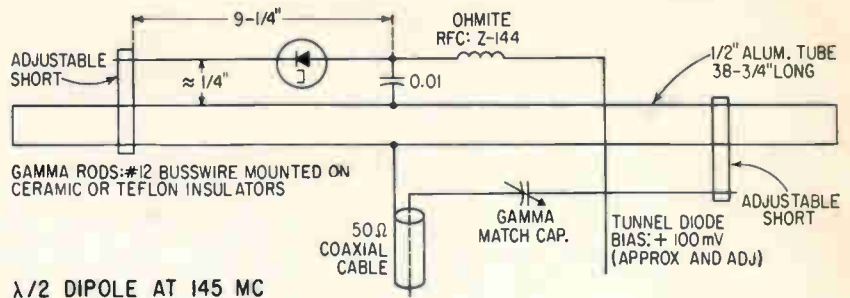 9-1/4"
OHMITE
RFC: Z-144
ADJUSTABLE
SHORT
≈ 1/4"
0.01
1/2" ALUM. TUBE
38-3/4" LONG
GAMMA RODS: #12 BUSSWIRE MOUNTED ON
CERAMIC OR TEFLON INSULATORS
50Ω
COAXIAL
CABLE
GAMMA
MATCH CAP.
TUNNEL DIODE
BIAS: + 100mV
(APPROX AND ADJ)
ADJUSTABLE
SHORT
λ/2 DIPOLE AT 145 MC